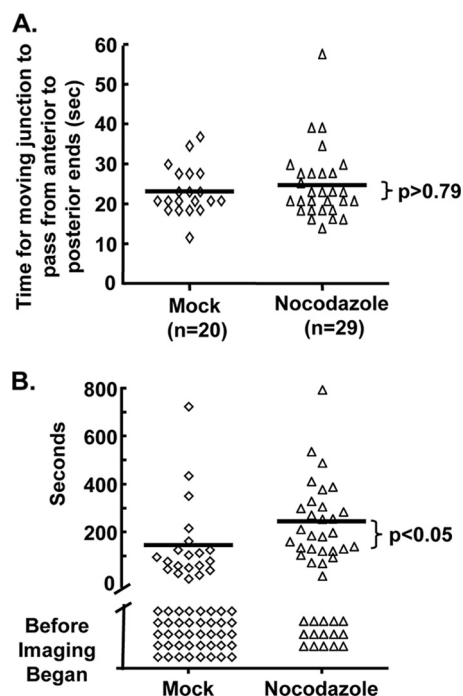 A.
Time for moving junction to
pass from anterior to
posterior ends (sec)
60
50
40
30
20
10
0
p>0.79
Mock
(n=20)
Nocodazole
(n=29)
B.
Seconds
800
600
400
200
0
p<0.05
Before
Imaging
Began
Mock
Nocodazole